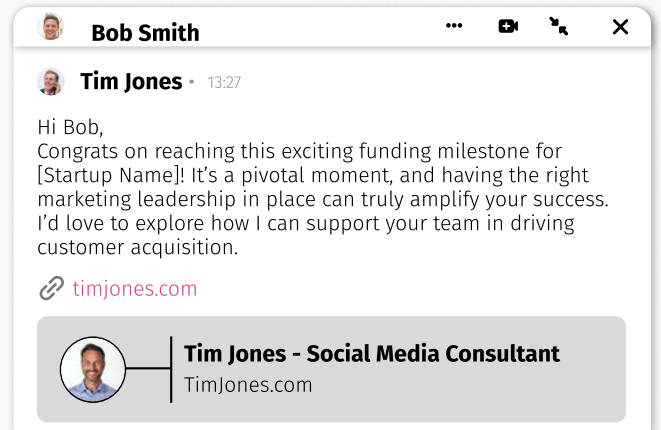 Bob Smith
Tim Jones • 13:27
Hi Bob,
Congrats on reaching this exciting funding milestone for
[Startup Name]! It’s a pivotal moment, and having the right
marketing leadership in place can truly amplify your success.
I’d love to explore how I can support your team in driving
customer acquisition.
timjones.com
Tim Jones - Social Media Consultant
TimJones.com